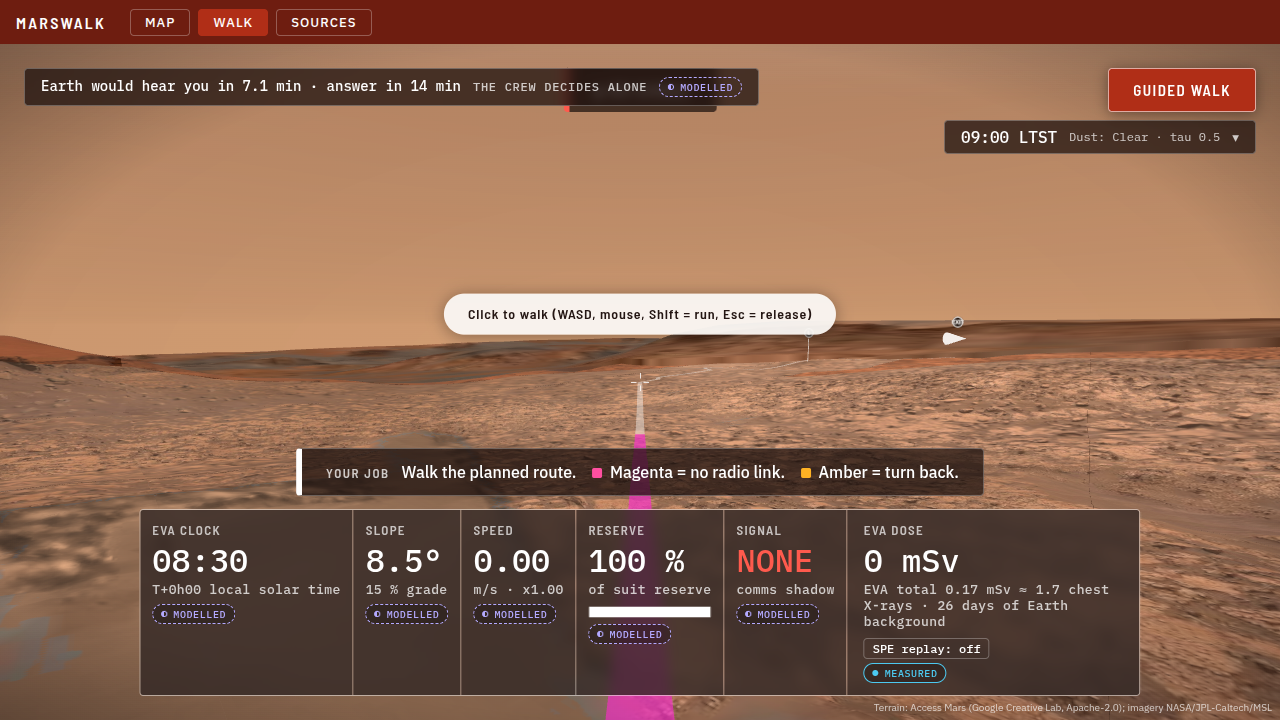 MARSWALK
MAP
WALK
SOURCES
Earth would hear you in 7.1 min · answer in 14 min THE CREW DECIDES ALONE ◐ MODELLED
GUIDED WALK
09:00 LTST Dust: Clear · tau 0.5 ▼
Click to walk (WASD, mouse, Shift = run, Esc = release)
YOUR JOB Walk the planned route. Magenta = no radio link. Amber = turn back.
EVA CLOCK
08:30
T+0h00 local solar time
◐ MODELLED
SLOPE
8.5°
15 % grade
◐ MODELLED
SPEED
0.00
m/s · x1.00
◐ MODELLED
RESERVE
100 %
of suit reserve
◐ MODELLED
SIGNAL
NONE
comms shadow
◐ MODELLED
EVA DOSE
0 mSv
EVA total 0.17 mSv ≈ 1.7 chest
X-rays · 26 days of Earth
background
SPE replay: off
● MEASURED
Terrain: Access Mars (Google Creative Lab, Apache-2.0); imagery NASA/JPL-Caltech/MSL